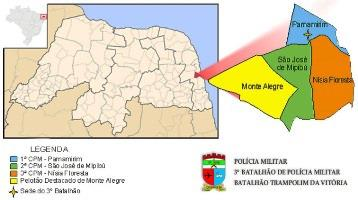 Parnamirim
São José
de
Mipibú
Nísia Floresta
Monte Alegre
LEGENDA
1ª CPM - Parnamirim
2ª CPM - São José de Mipibú
3ª CPM - Nísia Floresta
Pelotão Destacado de Monte Alegre
Sede do 3º Batalhão
POLÍCIA MILITAR
3º BATALHÃO DE POLÍCIA MILITAR
BATALHÃO TRAMPOLIM DA VITÓRIA